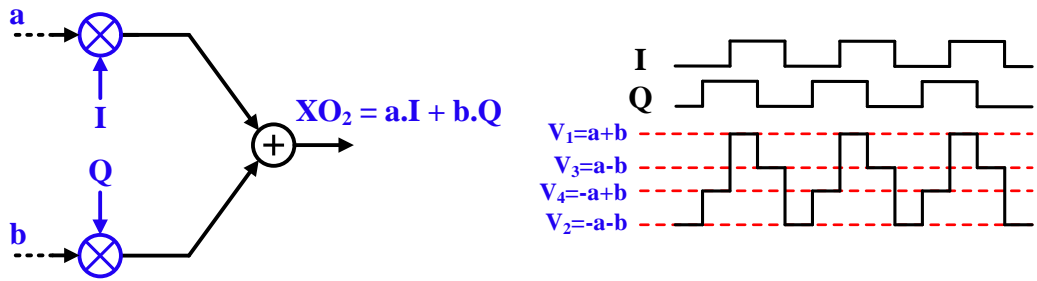 a
I
XO₂ = a.I + b.Q
Q
b
I
Q
V₁=a+b
V₃=a-b
V₄=-a+b
V₂=-a-b